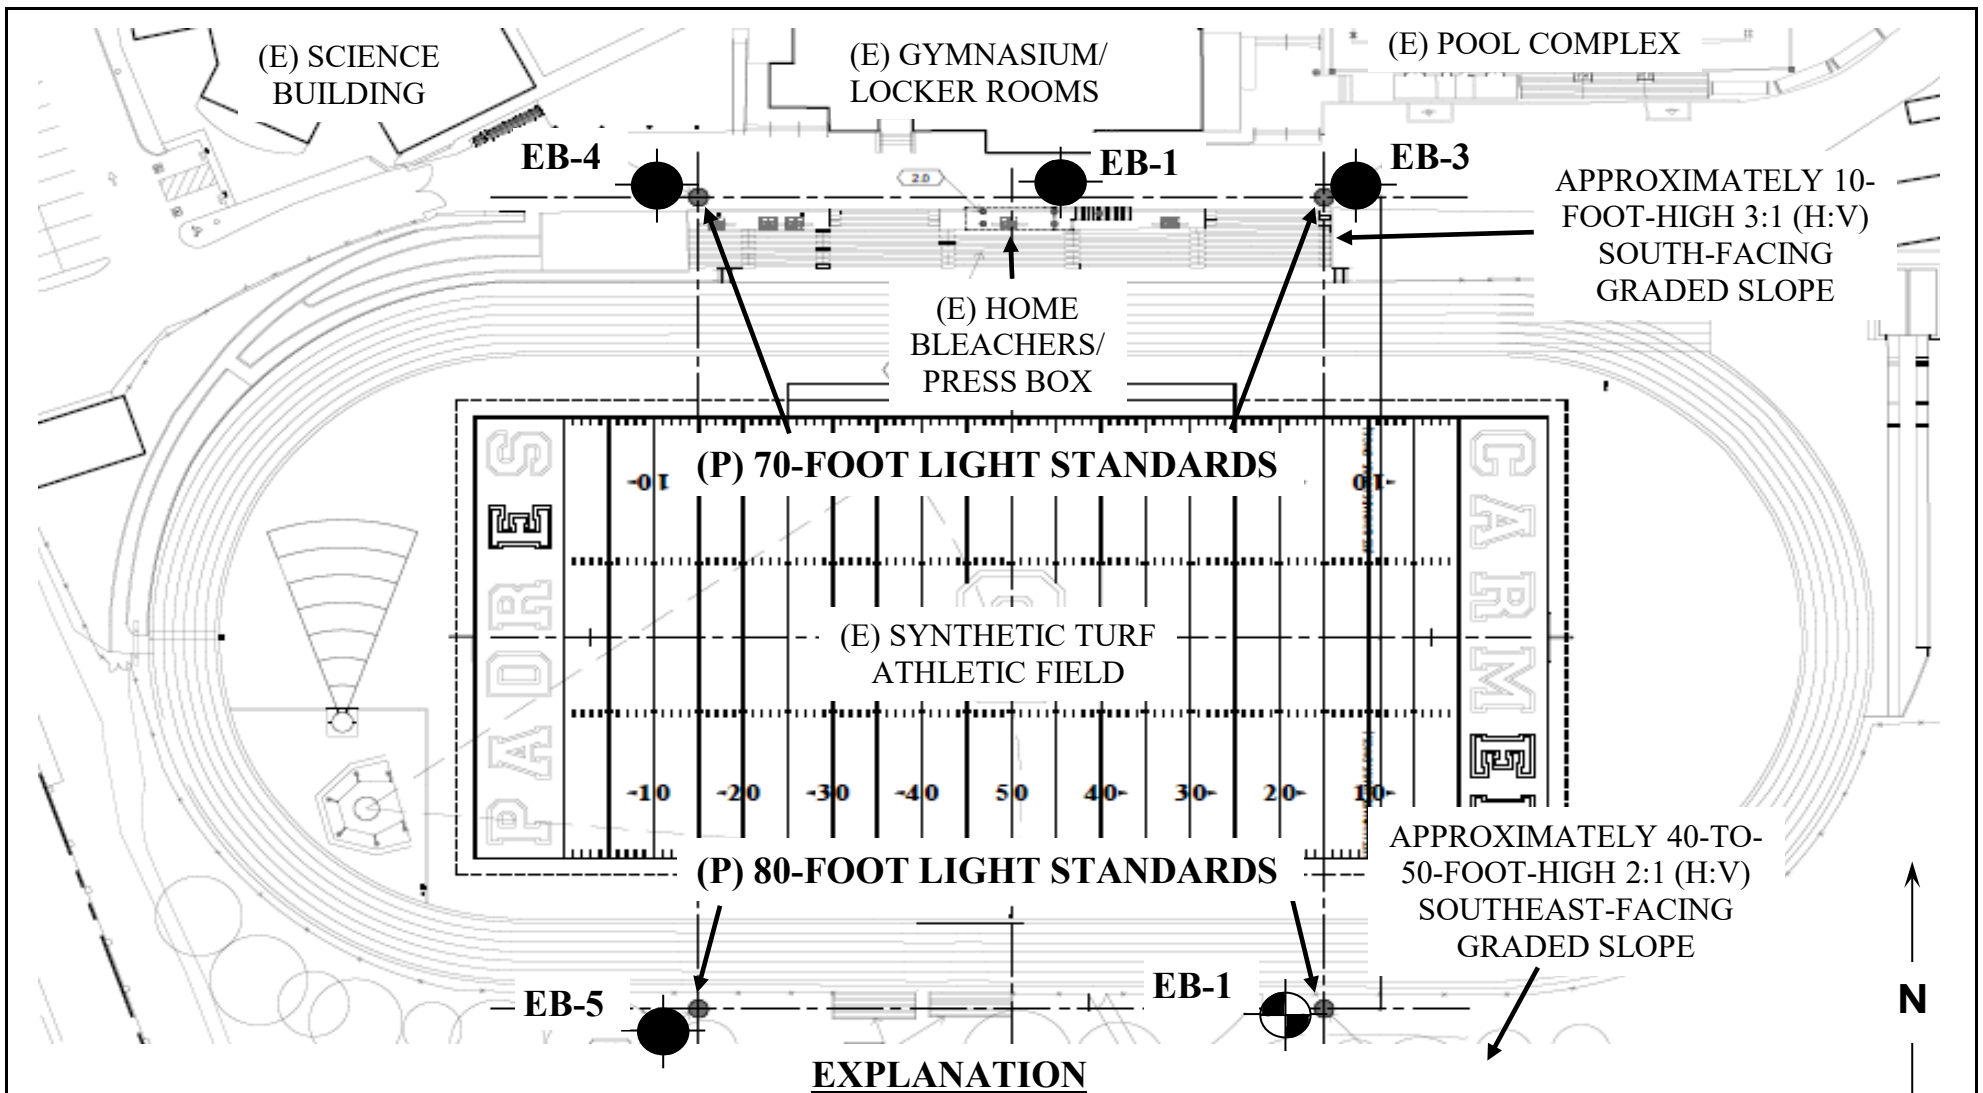 (E) SCIENCE
BUILDING
(E) GYMNASIUM/
LOCKER ROOMS
(E) POOL COMPLEX
EB-4
EB-1
EB-3
2.0
APPROXIMATELY 10-
FOOT-HIGH 3:1 (H:V)
SOUTH-FACING
GRADED SLOPE
(E) HOME
BLEACHERS/
PRESS BOX
(P) 70-FOOT LIGHT STANDARDS
-10
10-
PADRES
CARME
(E) SYNTHETIC TURF
ATHLETIC FIELD
-10 -20 -30 -40 50 40- 30- 20- 10-
(P) 80-FOOT LIGHT STANDARDS
APPROXIMATELY 40-TO-
50-FOOT-HIGH 2:1 (H:V)
SOUTHEAST-FACING
GRADED SLOPE
EB-5
EB-1
N
EXPLANATION